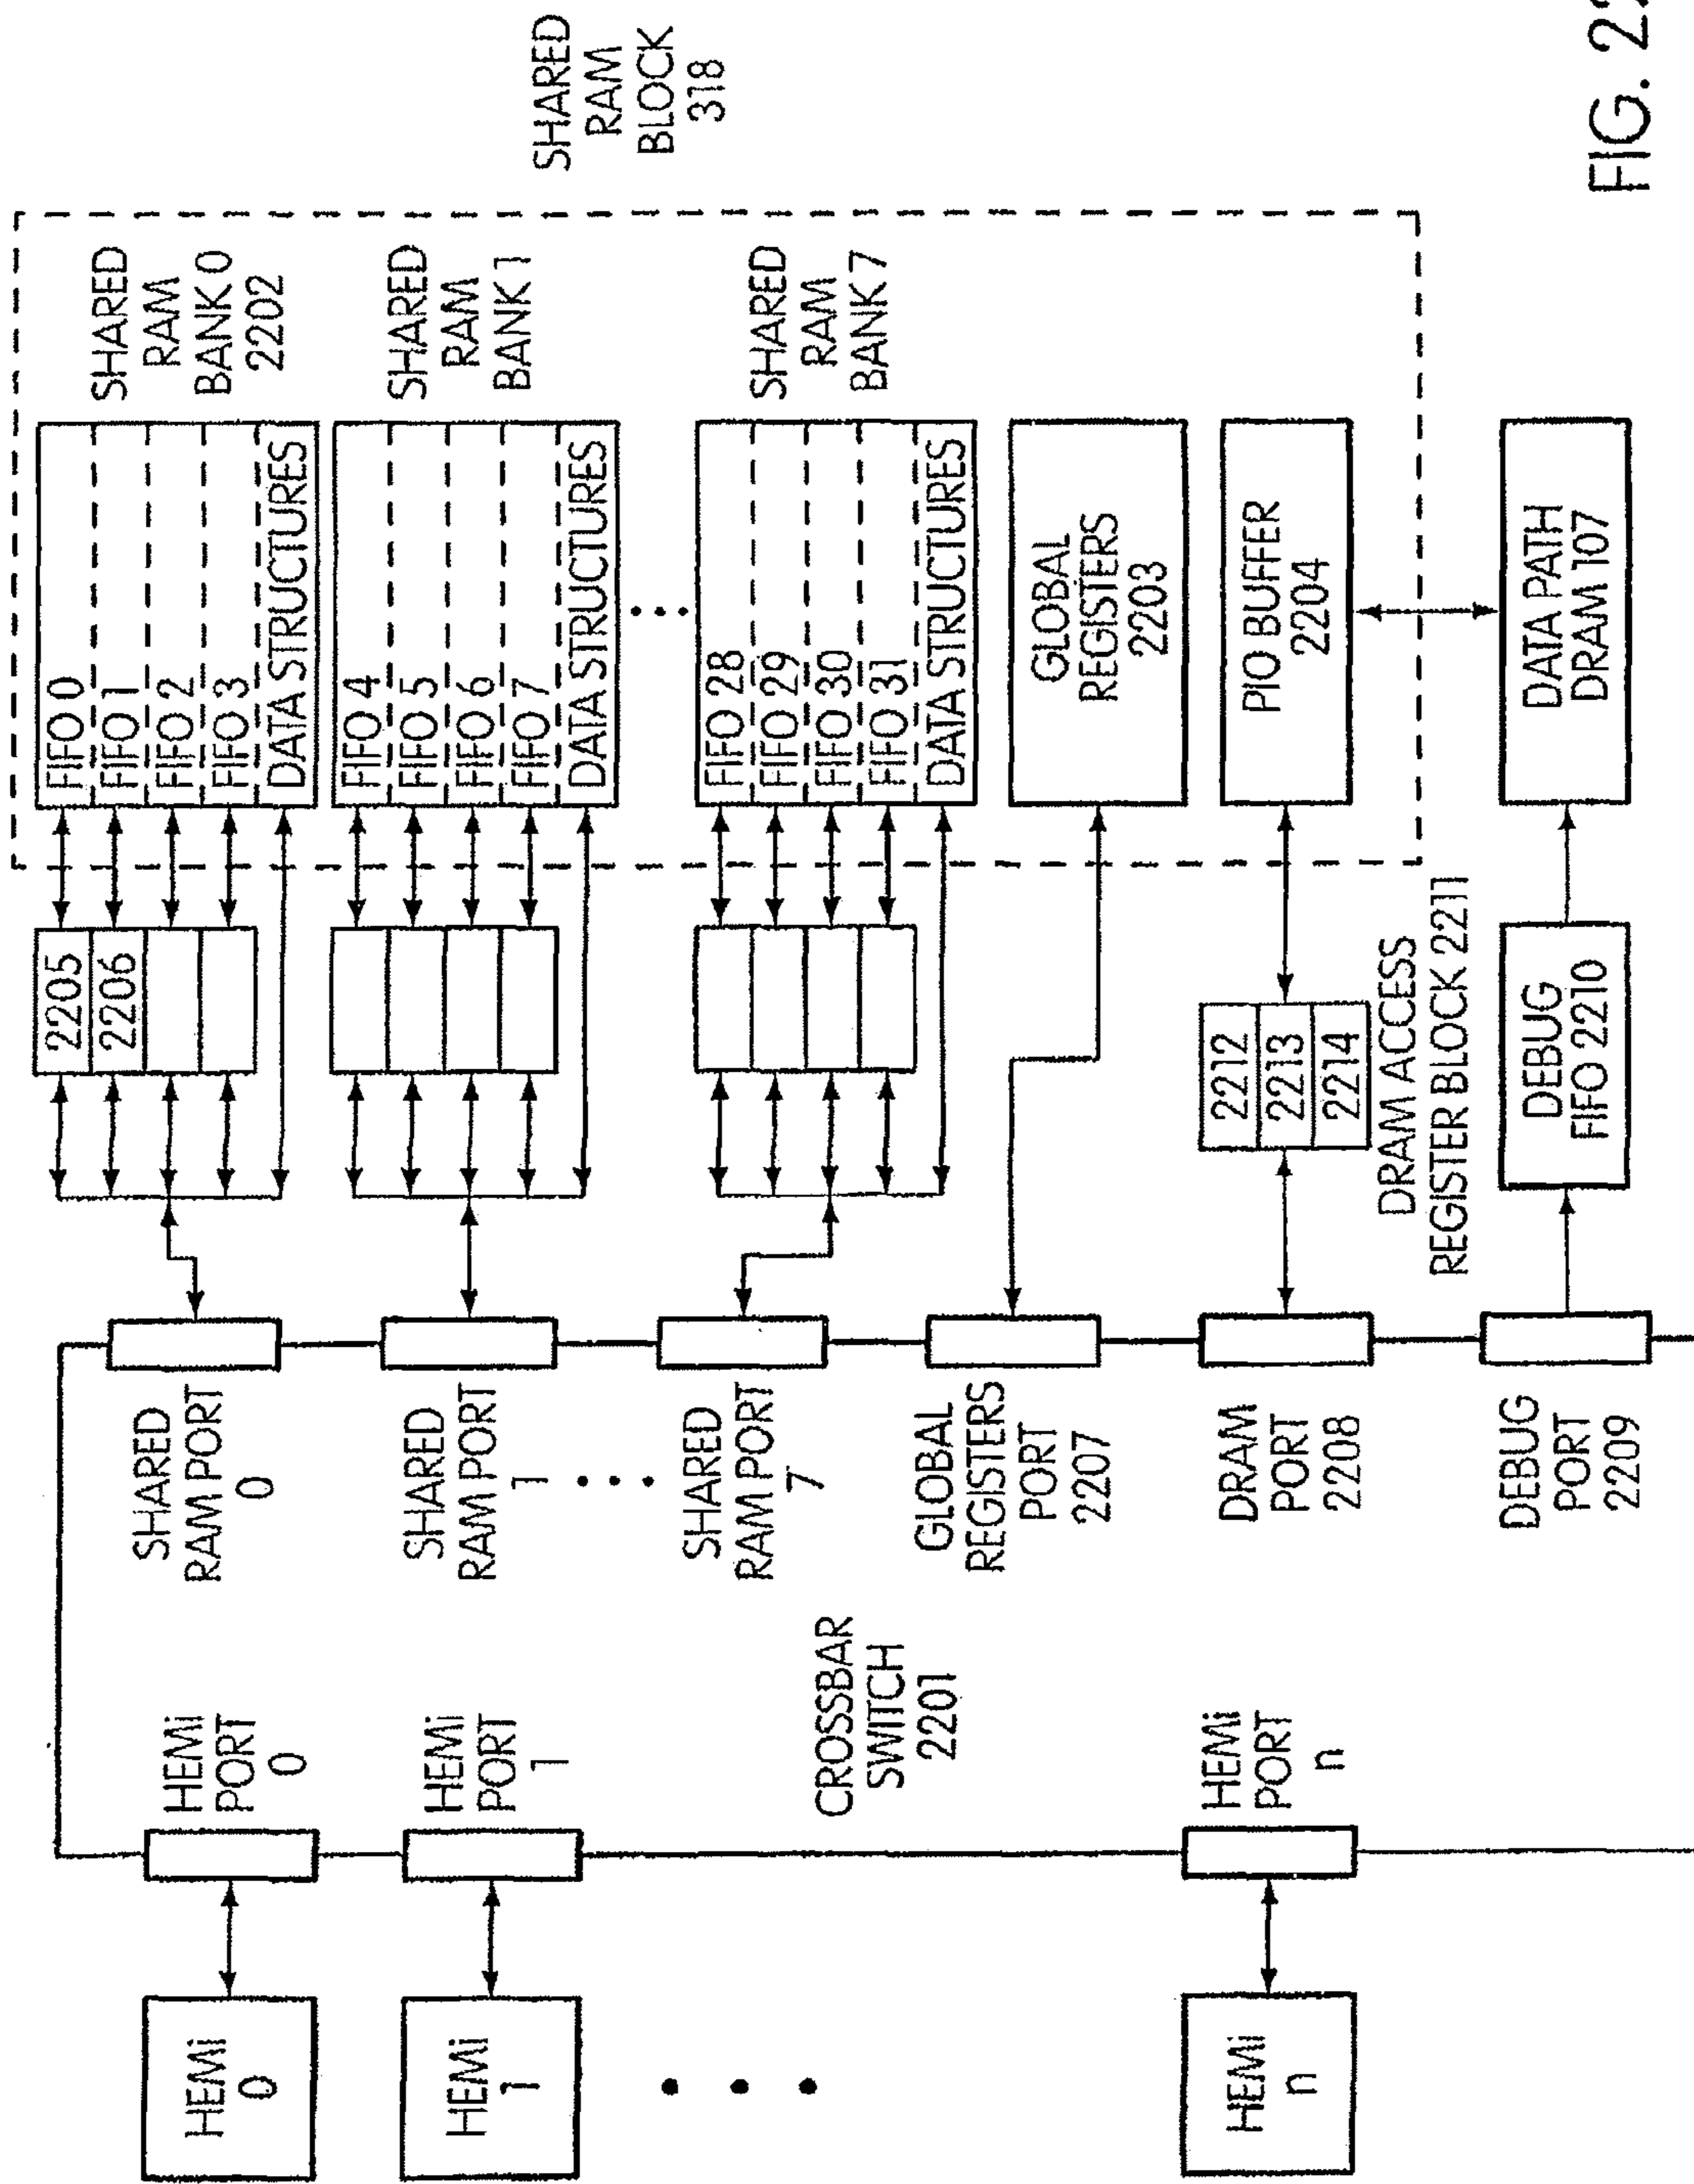 HEMi
0
HEMi
1
HEMi
n
HEMi
PORT
0
HEMi
PORT
1
HEMi
PORT
n
CROSSBAR
SWITCH
2201
SHARED
RAM PORT
0
SHARED
RAM PORT
1
SHARED
RAM PORT
7
GLOBAL
REGISTERS
PORT
2207
DRAM
PORT
2208
DEBUG
PORT
2209
2205
2206
2212
2213
2214
DRAM ACCESS
REGISTER BLOCK 2211
DEBUG
FIFO 2210
FIFO 0
FIFO 1
FIFO 2
FIFO 3
DATA STRUCTURES
FIFO 4
FIFO 5
FIFO 6
FIFO 7
DATA STRUCTURES
FIFO 28
FIFO 29
FIFO 30
FIFO 31
DATA STRUCTURES
GLOBAL
REGISTERS
2203
PIO BUFFER
2204
DATA PATH
DRAM 107
SHARED
RAM
BANK 0
2202
SHARED
RAM
BANK 1
SHARED
RAM
BANK 7
SHARED
RAM
BLOCK
318
FIG. 22